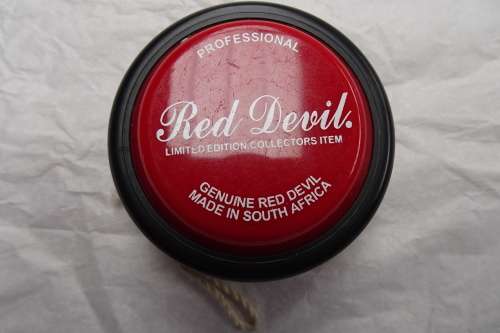 PROFESSIONAL
Red Devil.
LIMITED EDITION COLLECTORS ITEM
GENUINE RED DEVIL
MADE IN SOUTH AFRICA